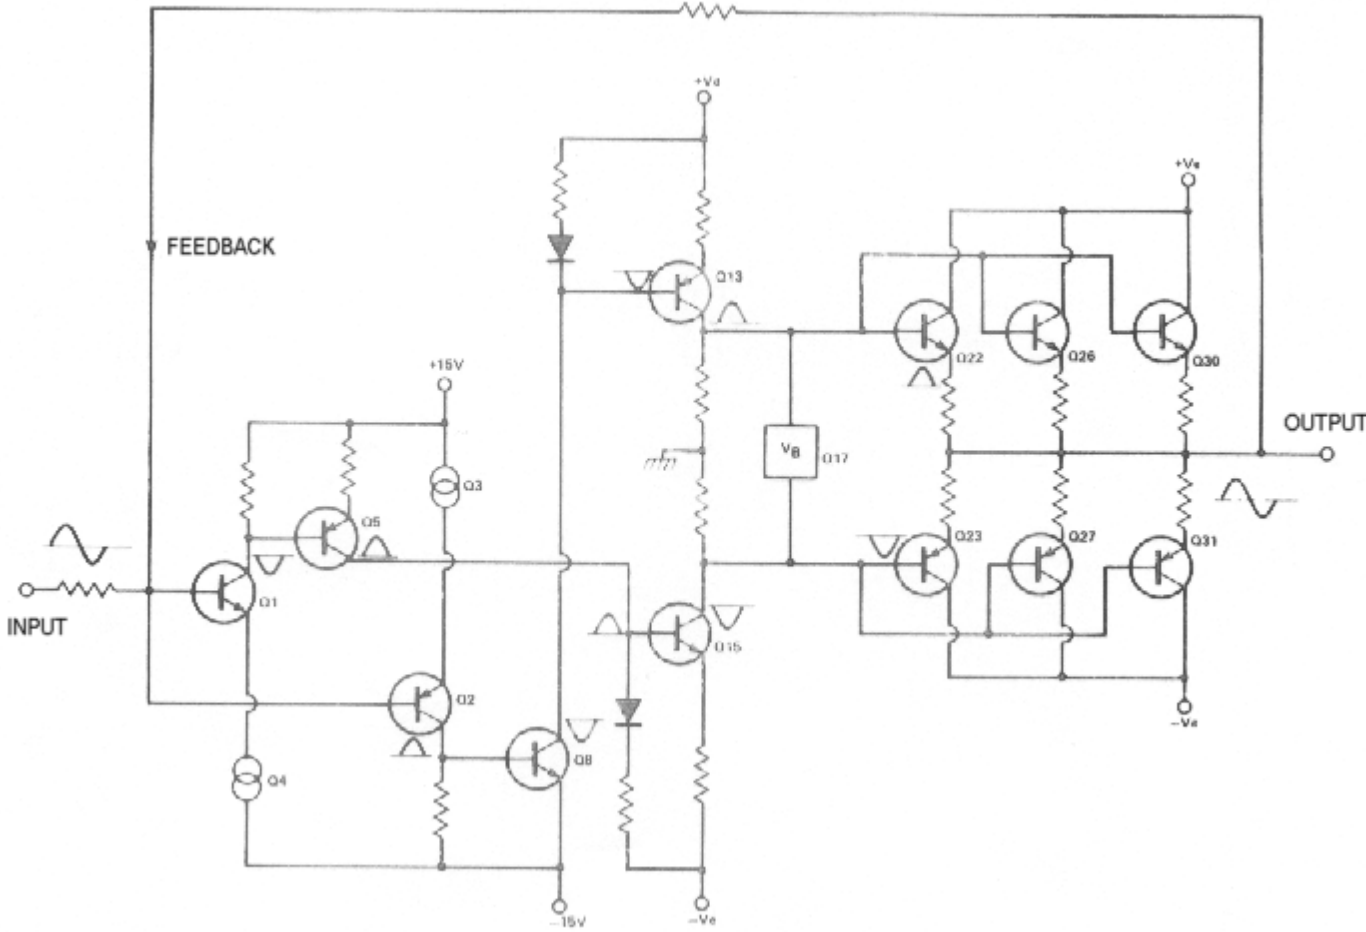 +Ve
+Ve
FEEDBACK
Q13
Q22
Q26
Q30
+15V
OUTPUT
VB
Q17
Q3
Q5
Q23
Q27
Q31
INPUT
Q1
Q15
Q2
Q8
Q4
-Ve
-15V
-Ve